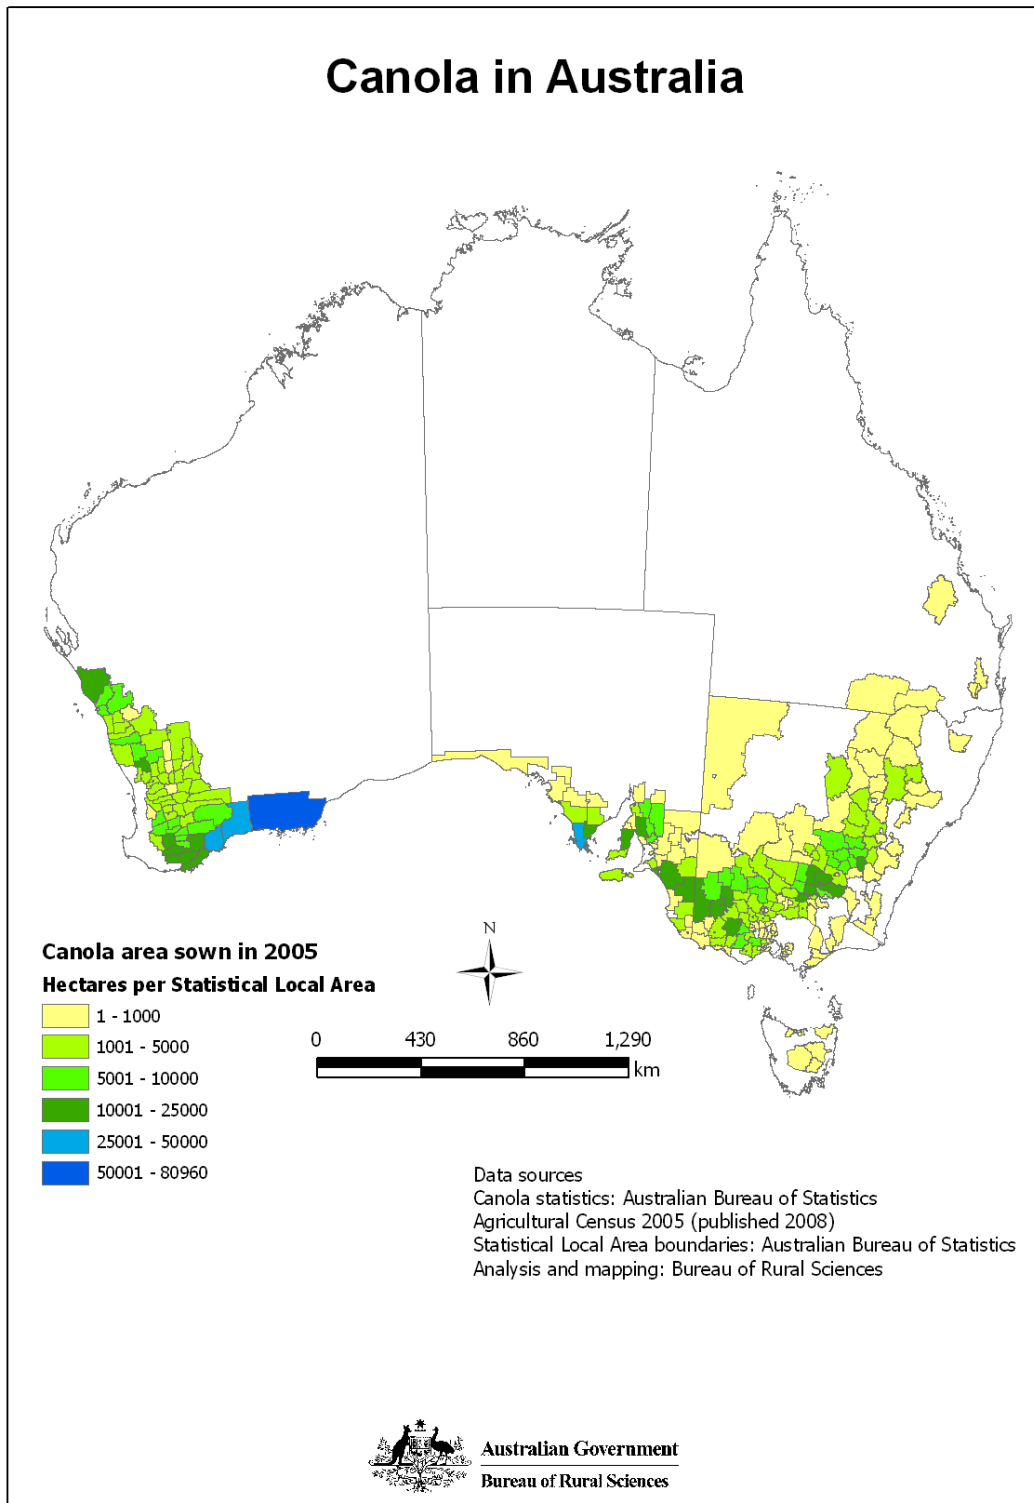 Canola in Australia
N
Canola area sown in 2005
Hectares per Statistical Local Area
1 - 1000
1001 - 5000
5001 - 10000
10001 - 25000
25001 - 50000
50001 - 80960
0 430 860 1,290
km
Data sources
Canola statistics: Australian Bureau of Statistics
Agricultural Census 2005 (published 2008)
Statistical Local Area boundaries: Australian Bureau of Statistics
Analysis and mapping: Bureau of Rural Sciences
Australian Government
Bureau of Rural Sciences